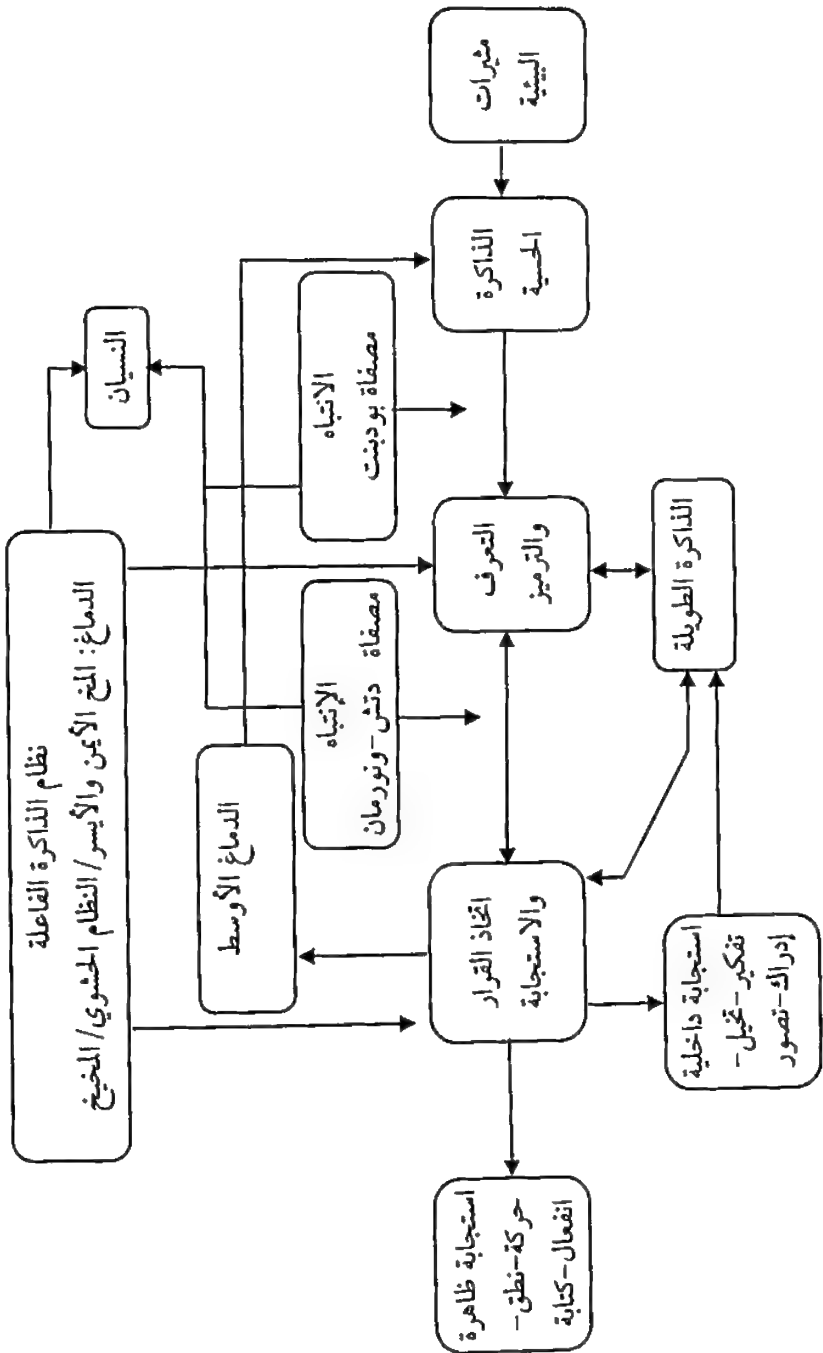 نظام الذاكرة الفاعلة
الدماغ: المخ الأيمن والأيسر/النظام الحشوي/المخيخ
النسيان
الدماغ الأوسط
الانتباه
مصفاة بودبنت
الإنتباه
مصفاة دتش-ونورمان
مثيرات
البيئة
الذاكرة
الحسية
التعرف
والترميز
اتخاذ القرار
والاستجابة
استجابة ظاهرة
حركة-نطق-
انفعال-كتابة
الذاكرة الطويلة
استجابة داخلية
تفكير-تخيل-
إدراك-تصور